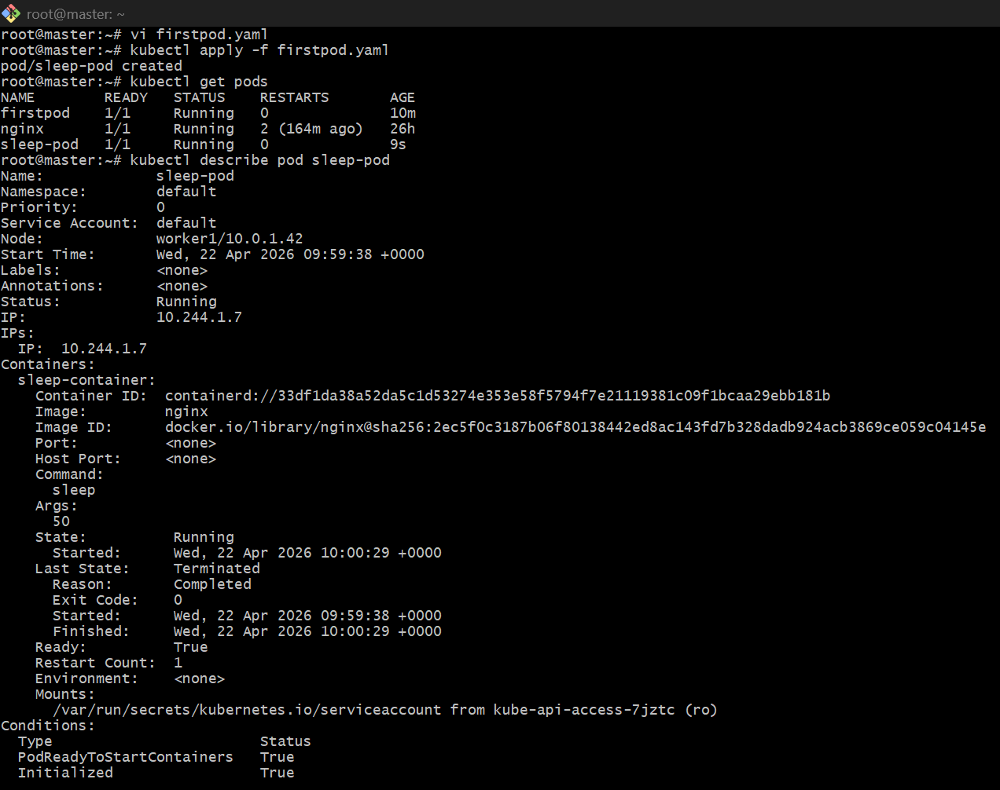 root@master: ~
root@master:~# vi firstpod.yaml
root@master:~# kubectl apply -f firstpod.yaml
pod/sleep-pod created
root@master:~# kubectl get pods
NAME        READY   STATUS    RESTARTS       AGE
firstpod    1/1     Running   0              10m
nginx       1/1     Running   2 (164m ago)   26h
sleep-pod   1/1     Running   0              9s
root@master:~# kubectl describe pod sleep-pod
Name:             sleep-pod
Namespace:        default
Priority:         0
Service Account:  default
Node:             worker1/10.0.1.42
Start Time:       Wed, 22 Apr 2026 09:59:38 +0000
Labels:           <none>
Annotations:      <none>
Status:           Running
IP:               10.244.1.7
IPs:
  IP:  10.244.1.7
Containers:
  sleep-container:
    Container ID:  containerd://33df1da38a52da5c1d53274e353e58f5794f7e21119381c09f1bcaa29ebb181b
    Image:         nginx
    Image ID:      docker.io/library/nginx@sha256:2ec5f0c3187b06f80138442ed8ac143fd7b328dadb924acb3869ce059c04145e
    Port:          <none>
    Host Port:     <none>
    Command:
      sleep
    Args:
      50
    State:          Running
      Started:      Wed, 22 Apr 2026 10:00:29 +0000
    Last State:     Terminated
      Reason:       Completed
      Exit Code:    0
      Started:      Wed, 22 Apr 2026 09:59:38 +0000
      Finished:     Wed, 22 Apr 2026 10:00:29 +0000
    Ready:          True
    Restart Count:  1
    Environment:    <none>
    Mounts:
      /var/run/secrets/kubernetes.io/serviceaccount from kube-api-access-7jztc (ro)
Conditions:
  Type                        Status
  PodReadyToStartContainers   True
  Initialized                 True